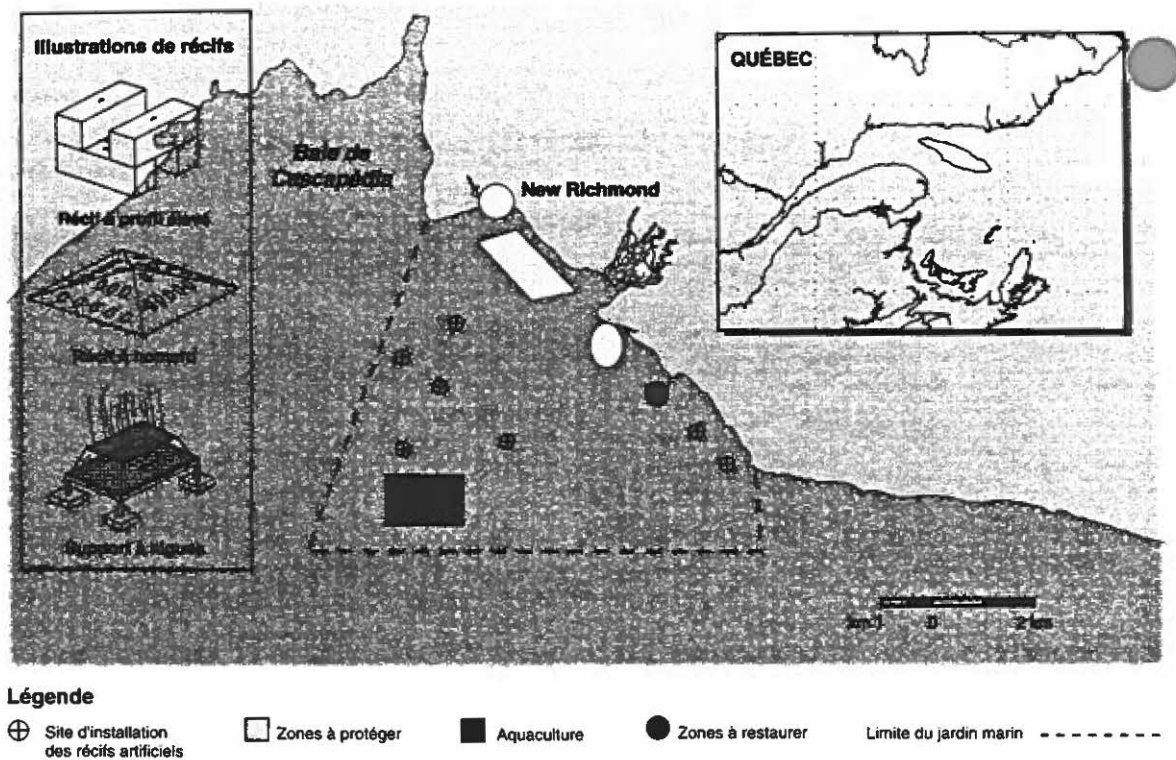 Illustrations de récifs
Récif à profil élevé
Récif à homard
Support à algues
Baie de
Cascapédia
New Richmond
QUÉBEC
0
2 km
Légende
Site d'installation
des récifs artificiels
Zones à protéger
Aquaculture
Zones à restaurer
Limite du jardin marin